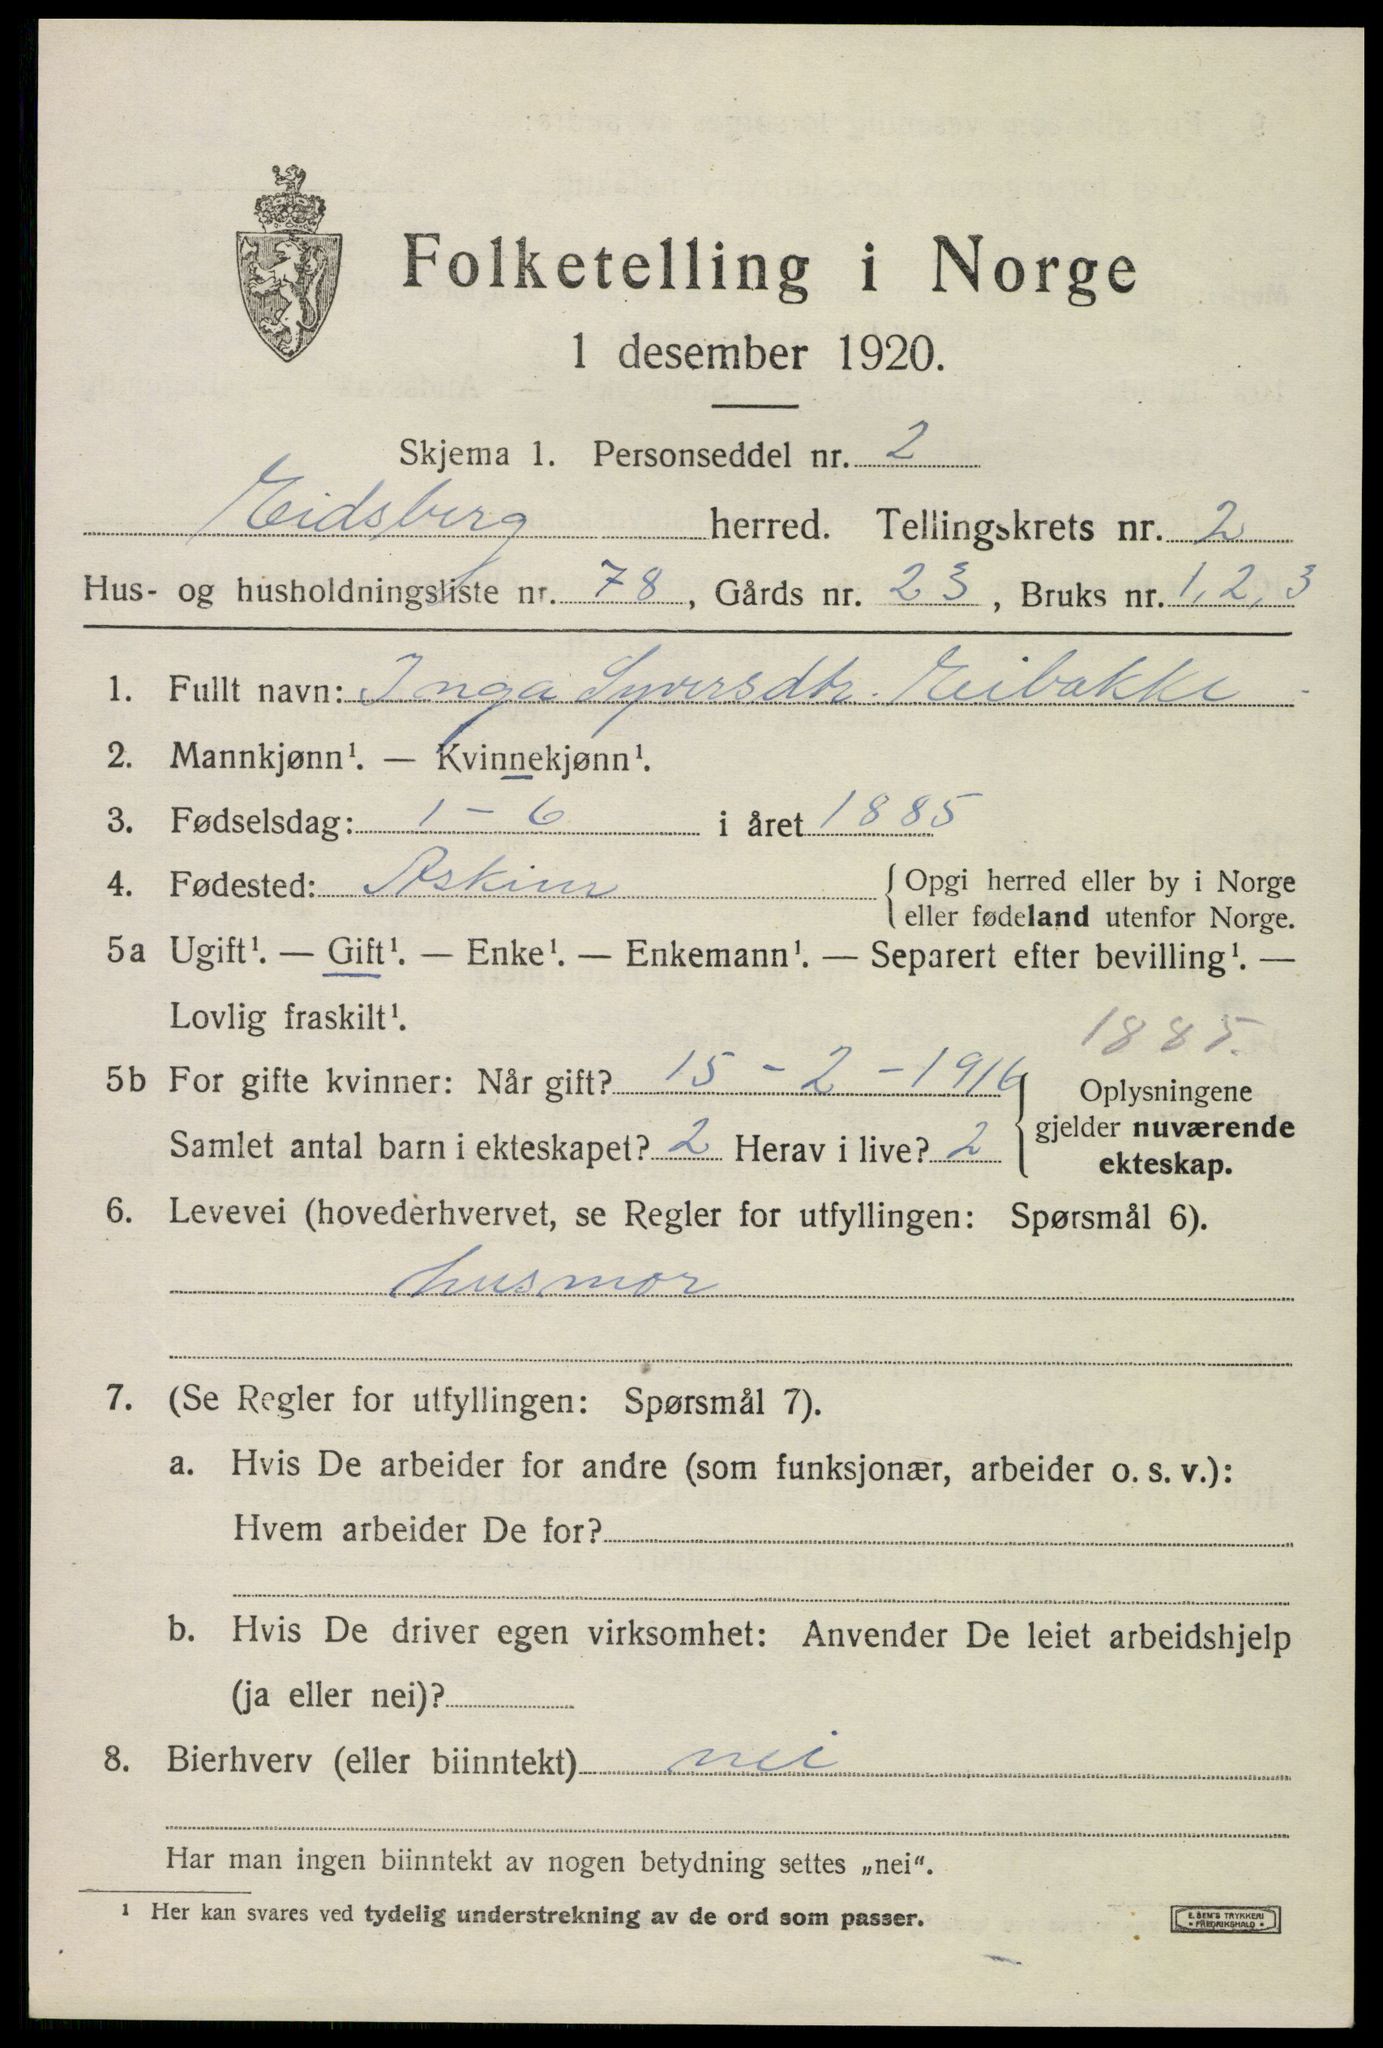 Folketelling i Norge
1 desember 1920.
Skjema 1. Personseddel nr. 2
Eidsberg herred. Tellingskrets nr. 2
Hus- og husholdningsliste nr. 78, Gårds nr. 23, Bruks nr. 1, 2, 3
1. Fullt navn: Inga Syversdtr. Eibakke
2. Mannkjønn¹. — Kvinnekjønn¹.
3. Fødselsdag: 1 - 6 i året 1885
4. Fødested: Askim {Opgi herred eller by i Norge
eller fødeland utenfor Norge.
5a Ugift¹. — Gift¹. — Enke¹. — Enkemann¹. — Separert efter bevilling¹. —
Lovlig fraskilt¹.
1885.
5b For gifte kvinner: Når gift? 15 - 2 - 1916 } Oplysningene
gjelder nuværende
Samlet antal barn i ekteskapet? 2 Herav i live? 2
ekteskap.
6. Levevei (hovederhvervet, se Regler for utfyllingen: Spørsmål 6).
husmor
7. (Se Regler for utfyllingen: Spørsmål 7).
a. Hvis De arbeider for andre (som funksjonær, arbeider o. s. v.):
Hvem arbeider De for?
b. Hvis De driver egen virksomhet: Anvender De leiet arbeidshjelp
(ja eller nei)?
8. Bierhverv (eller biinntekt) nei
Har man ingen biinntekt av nogen betydning settes „nei“.
¹ Her kan svares ved tydelig understrekning av de ord som passer.
E. SEM'S TRYKKERI
• FREDRIKSHALD •